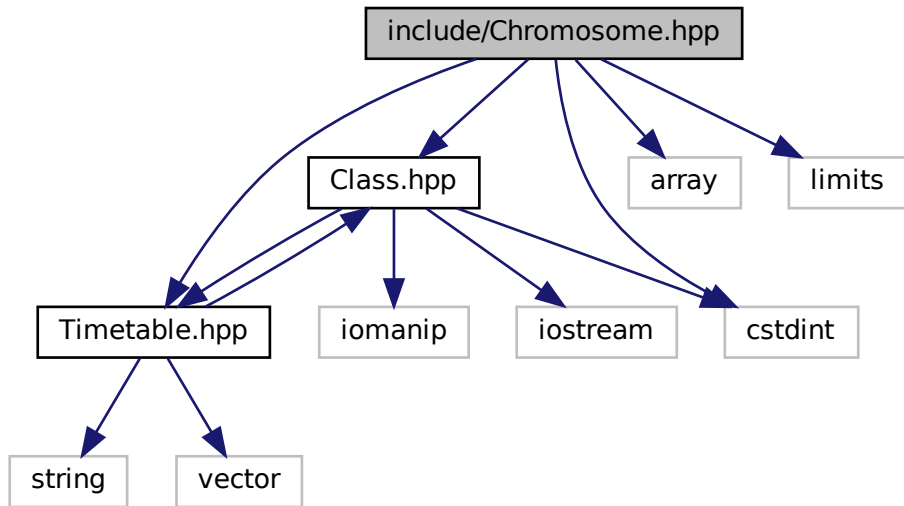 include/Chromosome.hpp
Class.hpp
array
limits
Timetable.hpp
iomanip
iostream
cstdint
string
vector